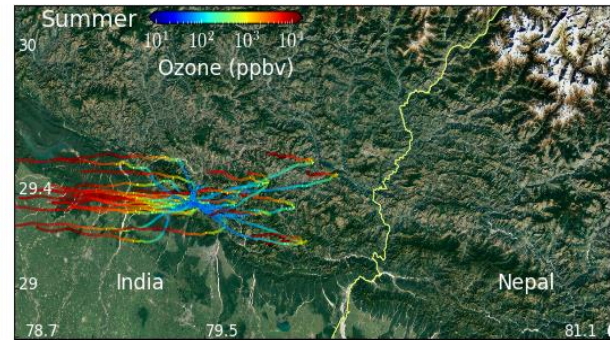 Summer
10¹ 10² 10³ 10⁴
Ozone (ppbv)
30
29.4
29
India
Nepal
78.7
79.5
81.1